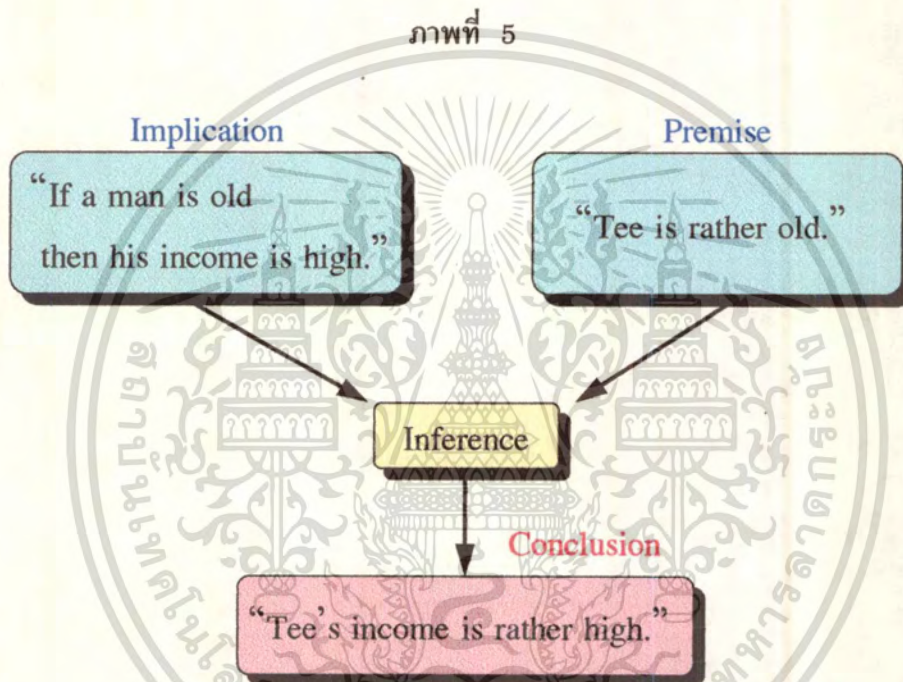 ภาพที่ 5
Implication
Premise
“If a man is old
then his income is high.”
“Tee is rather old.”
Inference
Conclusion
“Tee’s income is rather high.”